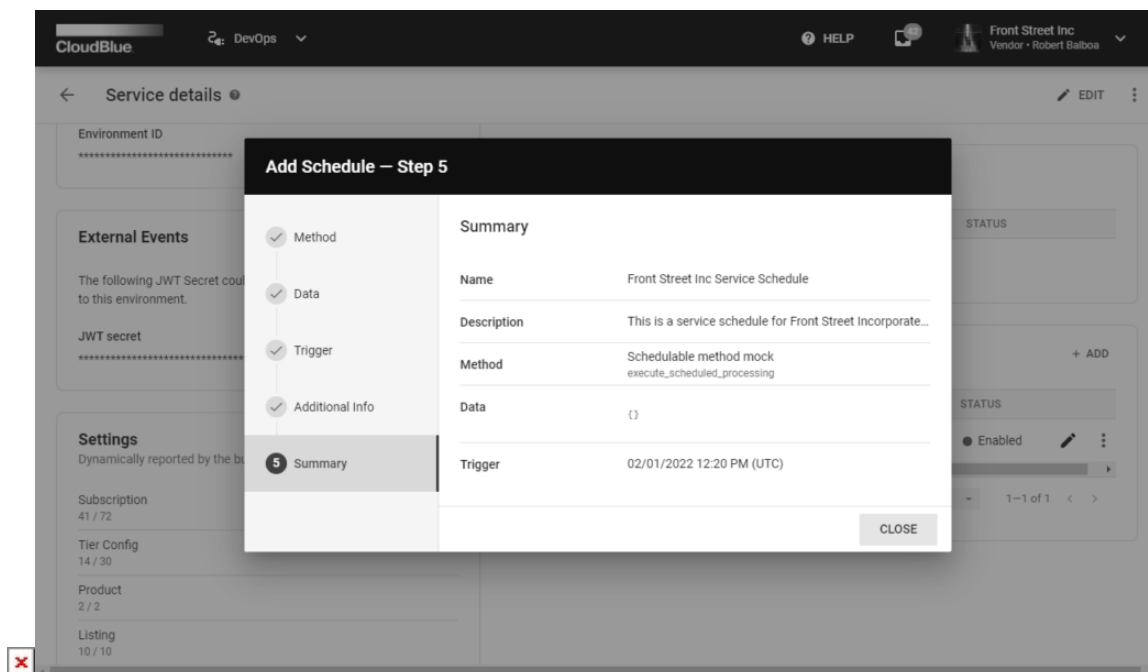 CloudBlue
DevOps
HELP
42
Front Street Inc
Vendor • Robert Balboa
Service details
EDIT
Environment ID
*****************************
Add Schedule — Step 5
External Events
The following JWT Secret coul
to this environment.
JWT secret
*******************************
Settings
Dynamically reported by the bu
Subscription
41 / 72
Tier Config
14 / 30
Product
2 / 2
Listing
10 / 10
Method
Data
Trigger
Additional Info
5 Summary
Summary
Name Front Street Inc Service Schedule
Description This is a service schedule for Front Street Incorporate...
Method Schedulable method mock
execute_scheduled_processing
Data {}
Trigger 02/01/2022 12:20 PM (UTC)
CLOSE
STATUS
+ ADD
STATUS
Enabled
1–1 of 1